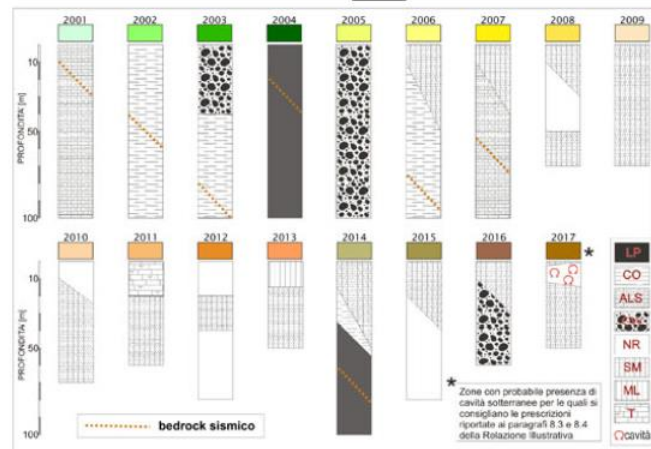 2001 2002 2003 2004 2005 2006 2007 2008 2009
PROFONDITÀ [m]
10
50
100
2010 2011 2012 2013 2014 2015 2016 2017 *
PROFONDITÀ [m]
10
50
100
bedrock sismico
* Zone con probabile presenza di
cavità sotterranee per le quali si
consigliano le prescrizioni
riportate ai paragrafi 8.3 e 8.4
della Relazione Illustrativa
LP
CO
ALS
NR
SM
ML
T
cavità